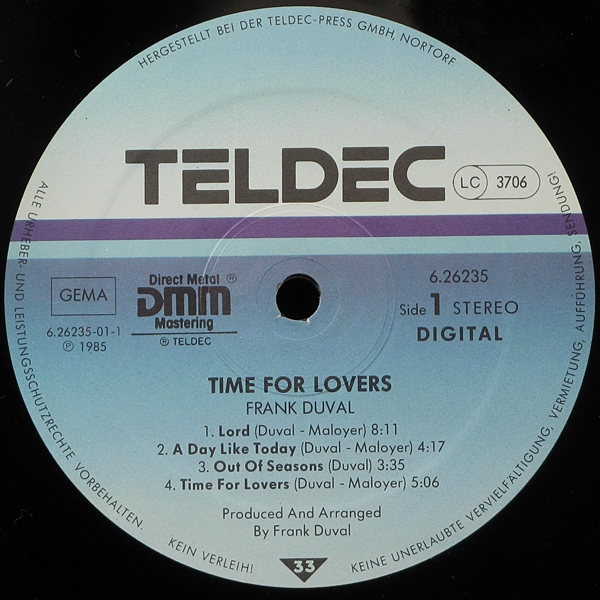 HERGESTELLT BEI DER TELDEC-PRESS GMBH, NORTORF
TELDEC
LC 3706
GEMA
6.26235-01-1
℗ 1985
Direct Metal ®
DMM
Mastering
® TELDEC
6.26235
Side 1 STEREO
DIGITAL
TIME FOR LOVERS
FRANK DUVAL
1. Lord (Duval - Maloyer) 8:11
2. A Day Like Today (Duval - Maloyer) 4:17
3. Out Of Seasons (Duval) 3:35
4. Time For Lovers (Duval - Maloyer) 5:06
Produced And Arranged
By Frank Duval
33
ALLE URHEBER- UND LEISTUNGSSCHUTZRECHTE VORBEHALTEN.
KEIN VERLEIH!
KEINE UNERLAUBTE VERVIELFÄLTIGUNG, VERMIETUNG, AUFFÜHRUNG, SENDUNG!